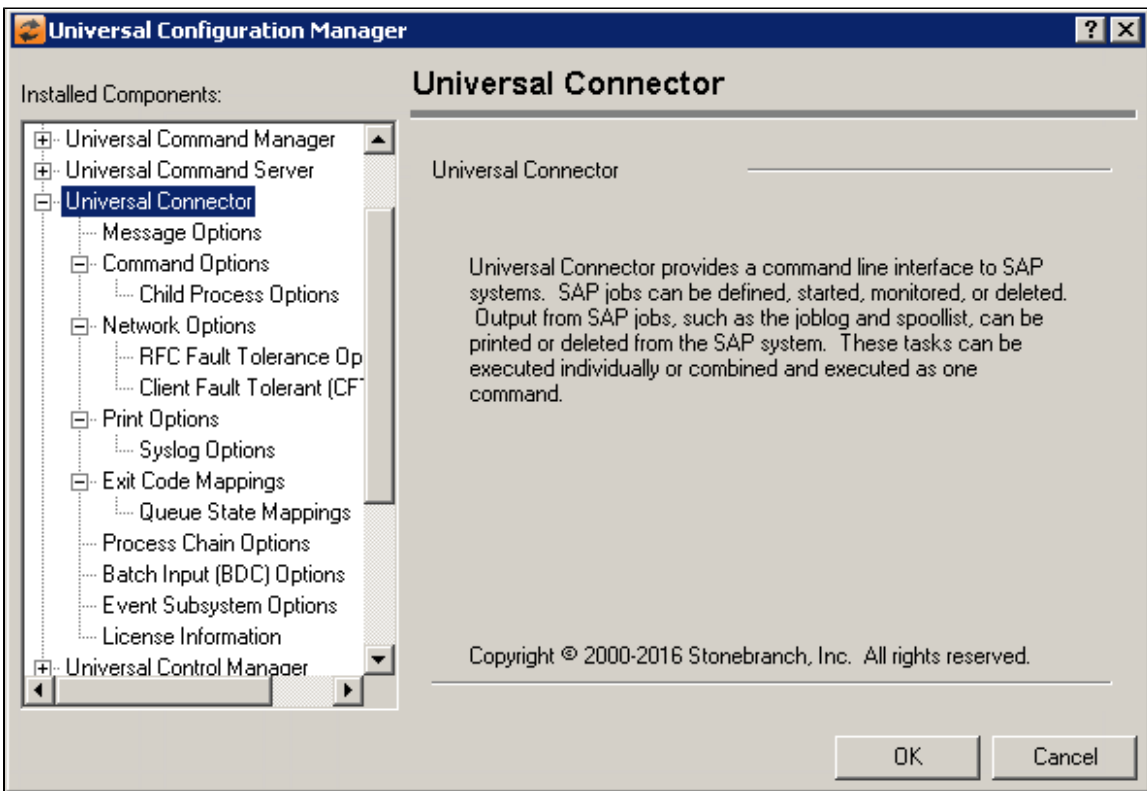 Universal Configuration Manager
Installed Components:
Universal Command Manager
Universal Command Server
Universal Connector
Message Options
Command Options
Child Process Options
Network Options
RFC Fault Tolerance Op
Client Fault Tolerant (CFT
Print Options
Syslog Options
Exit Code Mappings
Queue State Mappings
Process Chain Options
Batch Input (BDC) Options
Event Subsystem Options
License Information
Universal Control Manager
Universal Connector
Universal Connector
Universal Connector provides a command line interface to SAP
systems. SAP jobs can be defined, started, monitored, or deleted.
Output from SAP jobs, such as the joblog and spoollist, can be
printed or deleted from the SAP system. These tasks can be
executed individually or combined and executed as one
command.
Copyright © 2000-2016 Stonebranch, Inc. All rights reserved.
OK
Cancel